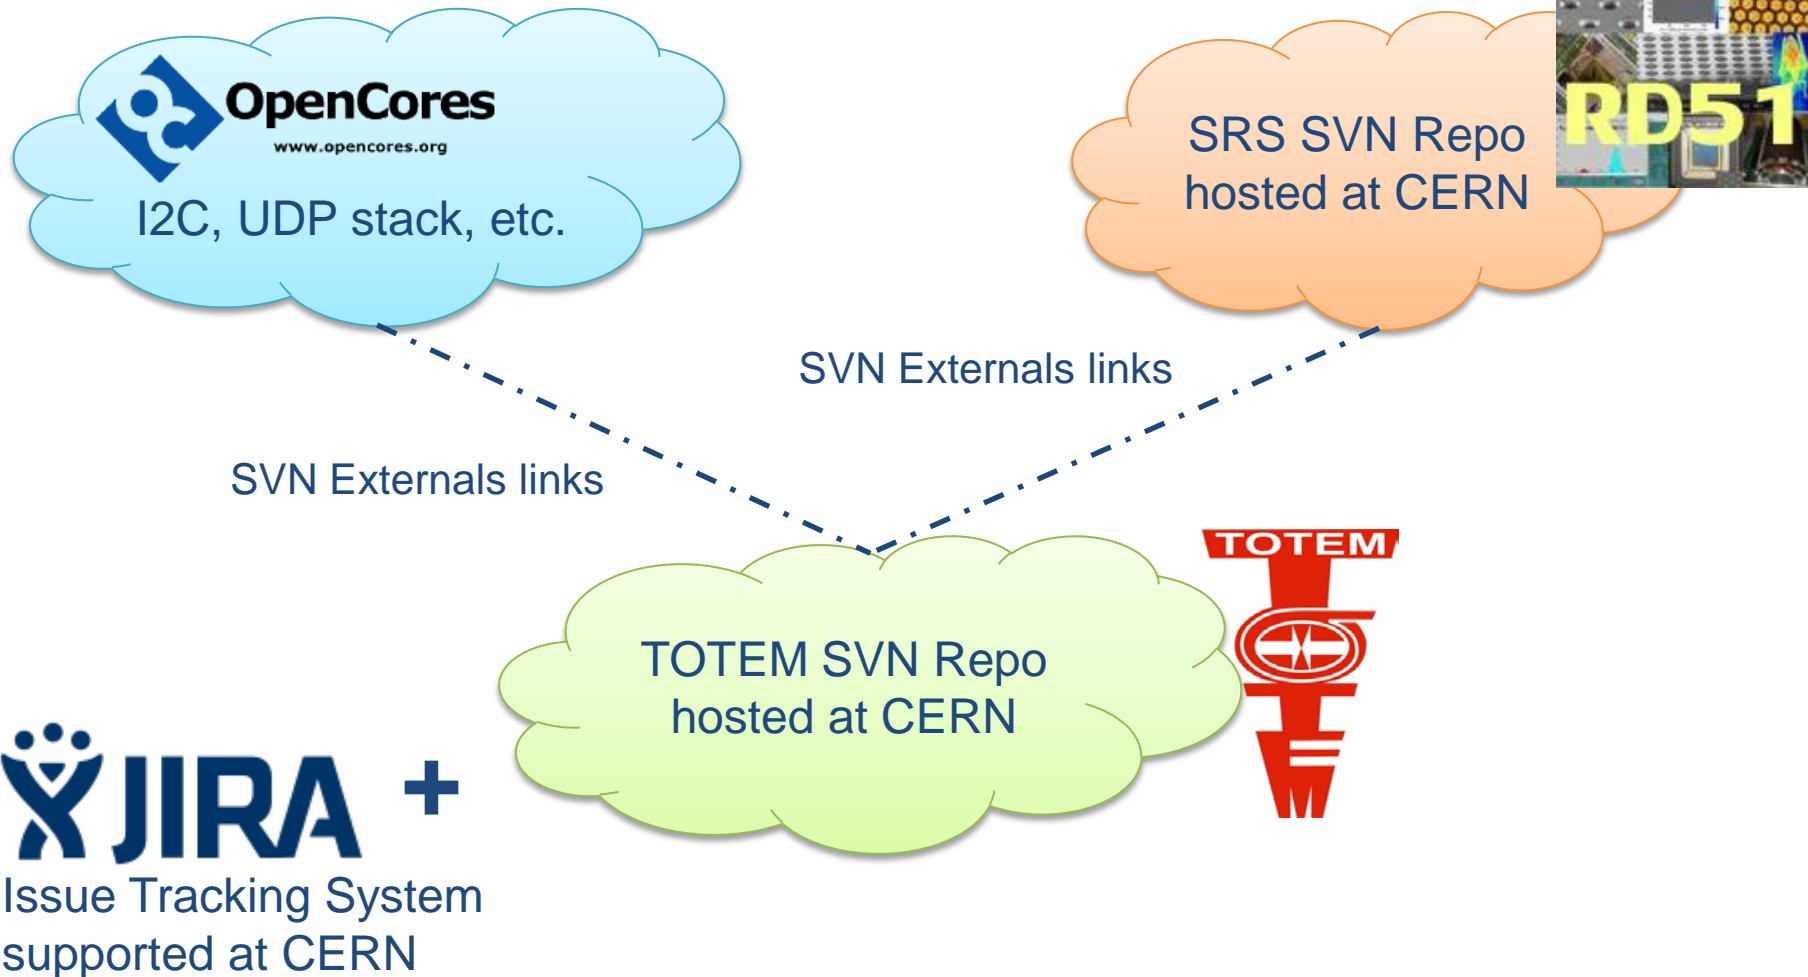 OpenCores
www.opencores.org
I2C, UDP stack, etc.
SRS SVN Repo
hosted at CERN
RD51
SVN Externals links
SVN Externals links
TOTEM
TOTEM SVN Repo
hosted at CERN
JIRA +
Issue Tracking System
supported at CERN